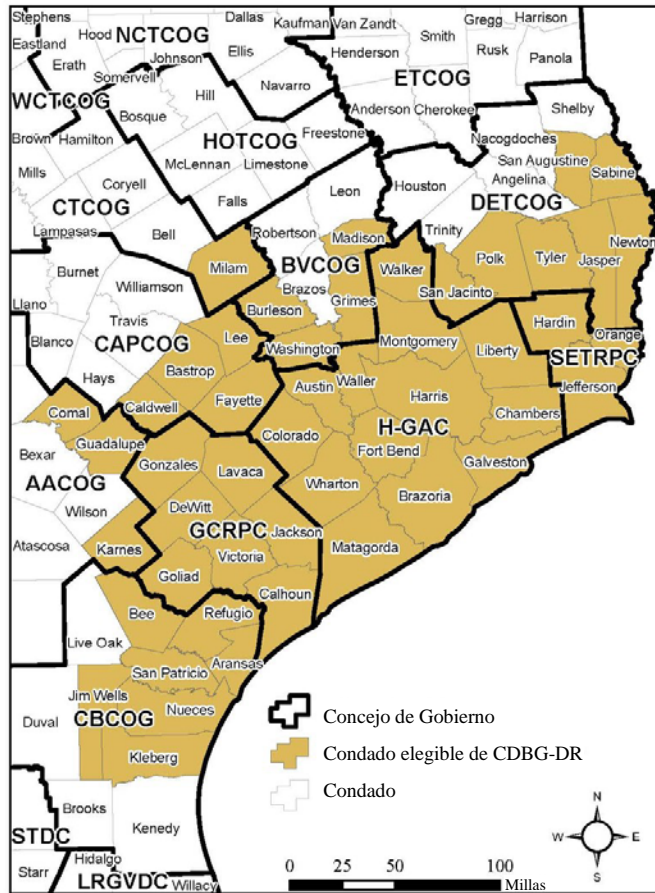 Stephens
Eastland
Hood
NCTCOG
Dallas
Kaufman
Van Zandt
Gregg
Harrison
Smith
Rusk
Panola
Henderson
Erath
Johnson
Ellis
Somervell
Navarro
Hill
ETCOG
Anderson
Cherokee
Shelby
WCTCOG
Bosque
HOTCOG
Freestone
Brown
Hamilton
McLennan
Limestone
Nacogdoches
San Augustine
Sabine
Angelina
Mills
Coryell
Falls
Leon
Houston
DETCOG
CTCOG
Lampasas
Bell
Robertson
Madison
Trinity
Newton
Milam
BVCOG
Walker
Polk
Tyler
Jasper
Burnet
Williamson
Brazos
Burleson
Grimes
San Jacinto
Llano
Travis
Lee
Washington
Montgomery
Liberty
Hardin
Orange
Blanco
CAPCOG
Bastrop
SETRPC
Hays
Caldwell
Fayette
Austin
Waller
Harris
Jefferson
Comal
Chambers
Guadalupe
Colorado
H-GAC
Bexar
Gonzales
Lavaca
Fort Bend
Galveston
AACOG
Wharton
Wilson
DeWitt
Brazoria
GCRPC
Jackson
Atascosa
Karnes
Victoria
Matagorda
Goliad
Calhoun
Bee
Refugio
Live Oak
Aransas
San Patricio
Jim Wells
Nueces
Duval
CBCOG
Kleberg
Brooks
Kenedy
STDC
Hidalgo
Starr
LRGVDC
Willacy
Concejo de Gobierno
Condado elegible de CDBG-DR
Condado
N
W
E
S
0 25 50 100
Millas